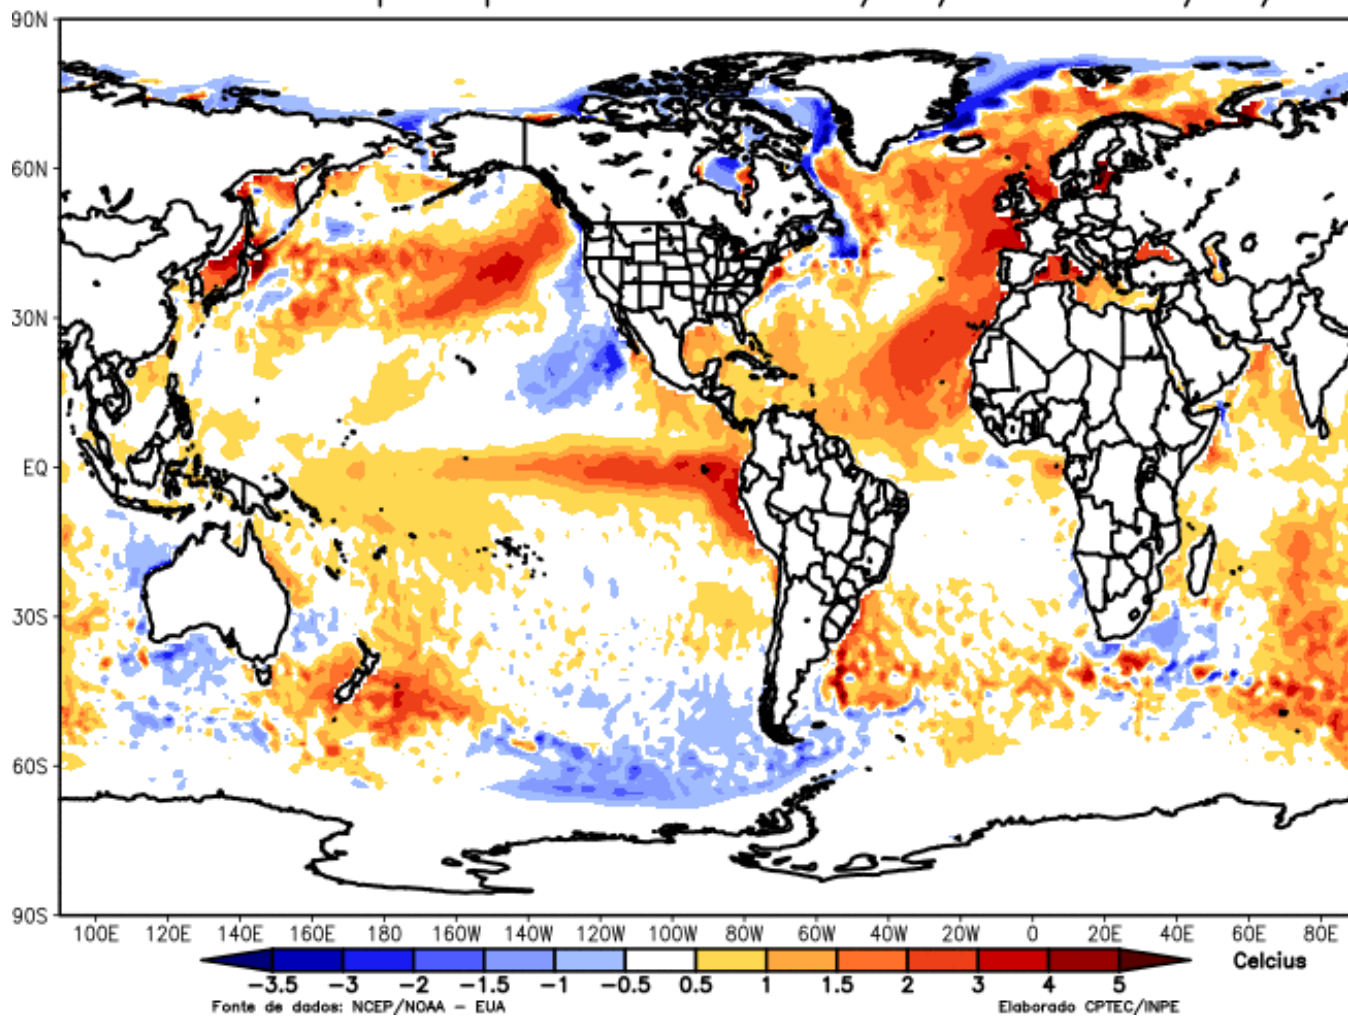 90N
60N
30N
EQ
30S
60S
90S
100E 120E 140E 160E 180 160W 140W 120W 100W 80W 60W 40W 20W 0 20E 40E 60E 80E
-3.5 -3 -2 -1.5 -1 -0.5 0.5 1 1.5 2 3 4 5
Celcius
Fonte de dados: NCEP/NOAA - EUA
Elaborado CPTEC/INPE